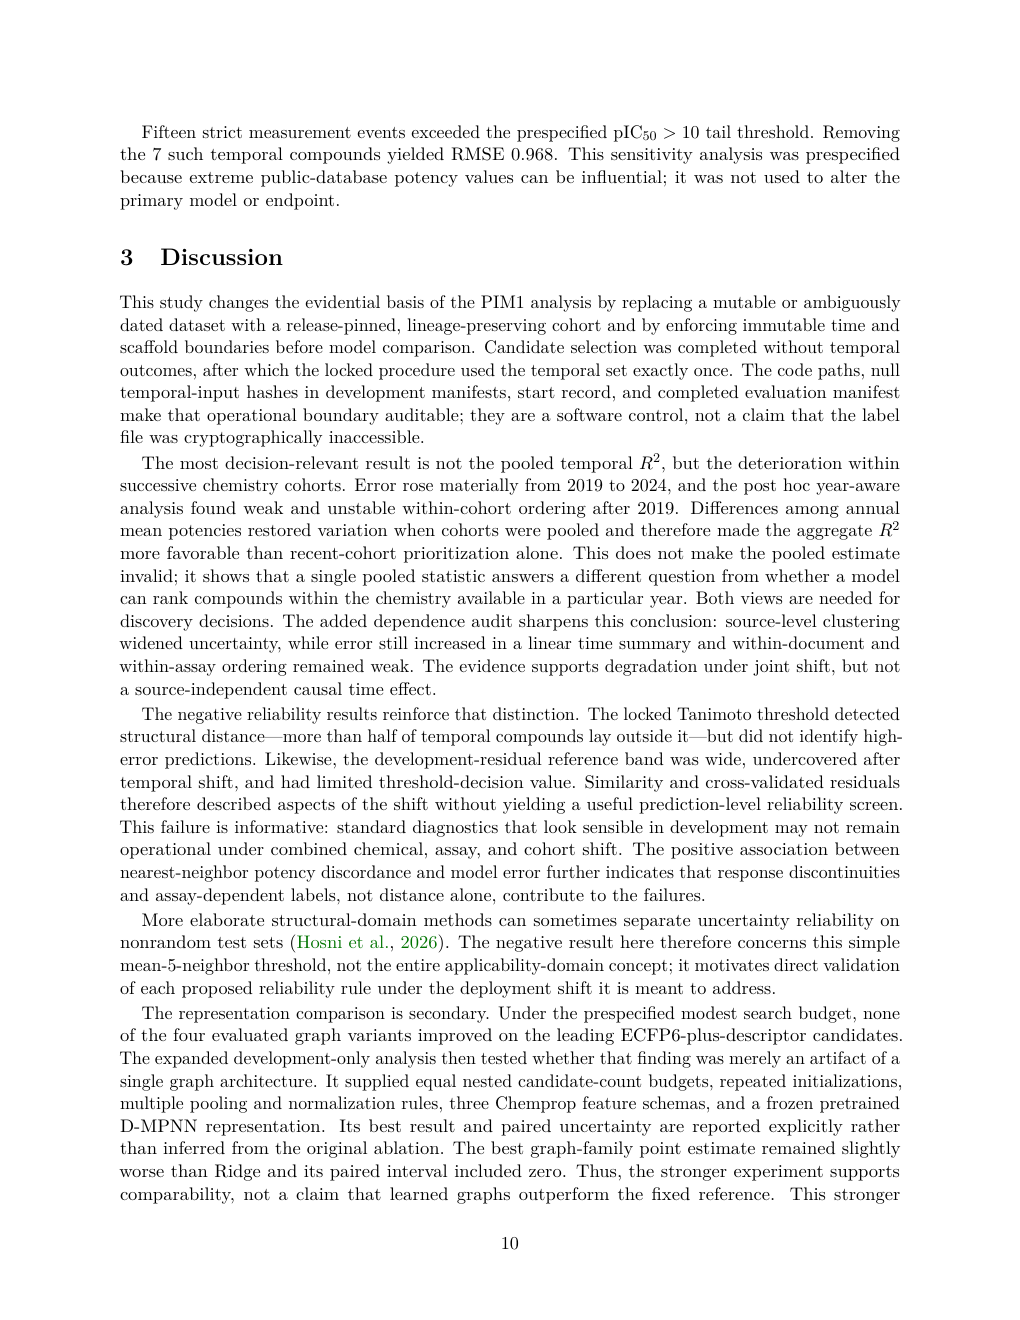 Fifteen strict measurement events exceeded the prespecified pIC50 > 10 tail threshold. Removing
the 7 such temporal compounds yielded RMSE 0.968. This sensitivity analysis was prespecified
because extreme public-database potency values can be influential; it was not used to alter the
primary model or endpoint.
3 Discussion
This study changes the evidential basis of the PIM1 analysis by replacing a mutable or ambiguously
dated dataset with a release-pinned, lineage-preserving cohort and by enforcing immutable time and
scaffold boundaries before model comparison. Candidate selection was completed without temporal
outcomes, after which the locked procedure used the temporal set exactly once. The code paths, null
temporal-input hashes in development manifests, start record, and completed evaluation manifest
make that operational boundary auditable; they are a software control, not a claim that the label
file was cryptographically inaccessible.
The most decision-relevant result is not the pooled temporal R², but the deterioration within
successive chemistry cohorts. Error rose materially from 2019 to 2024, and the post hoc year-aware
analysis found weak and unstable within-cohort ordering after 2019. Differences among annual
mean potencies restored variation when cohorts were pooled and therefore made the aggregate R²
more favorable than recent-cohort prioritization alone. This does not make the pooled estimate
invalid; it shows that a single pooled statistic answers a different question from whether a model
can rank compounds within the chemistry available in a particular year. Both views are needed for
discovery decisions. The added dependence audit sharpens this conclusion: source-level clustering
widened uncertainty, while error still increased in a linear time summary and within-document and
within-assay ordering remained weak. The evidence supports degradation under joint shift, but not
a source-independent causal time effect.
The negative reliability results reinforce that distinction. The locked Tanimoto threshold detected
structural distance—more than half of temporal compounds lay outside it—but did not identify high-
error predictions. Likewise, the development-residual reference band was wide, undercovered after
temporal shift, and had limited threshold-decision value. Similarity and cross-validated residuals
therefore described aspects of the shift without yielding a useful prediction-level reliability screen.
This failure is informative: standard diagnostics that look sensible in development may not remain
operational under combined chemical, assay, and cohort shift. The positive association between
nearest-neighbor potency discordance and model error further indicates that response discontinuities
and assay-dependent labels, not distance alone, contribute to the failures.
More elaborate structural-domain methods can sometimes separate uncertainty reliability on
nonrandom test sets (Hosni et al., 2026). The negative result here therefore concerns this simple
mean-5-neighbor threshold, not the entire applicability-domain concept; it motivates direct validation
of each proposed reliability rule under the deployment shift it is meant to address.
The representation comparison is secondary. Under the prespecified modest search budget, none
of the four evaluated graph variants improved on the leading ECFP6-plus-descriptor candidates.
The expanded development-only analysis then tested whether that finding was merely an artifact of a
single graph architecture. It supplied equal nested candidate-count budgets, repeated initializations,
multiple pooling and normalization rules, three Chemprop feature schemas, and a frozen pretrained
D-MPNN representation. Its best result and paired uncertainty are reported explicitly rather
than inferred from the original ablation. The best graph-family point estimate remained slightly
worse than Ridge and its paired interval included zero. Thus, the stronger experiment supports
comparability, not a claim that learned graphs outperform the fixed reference. This stronger
10